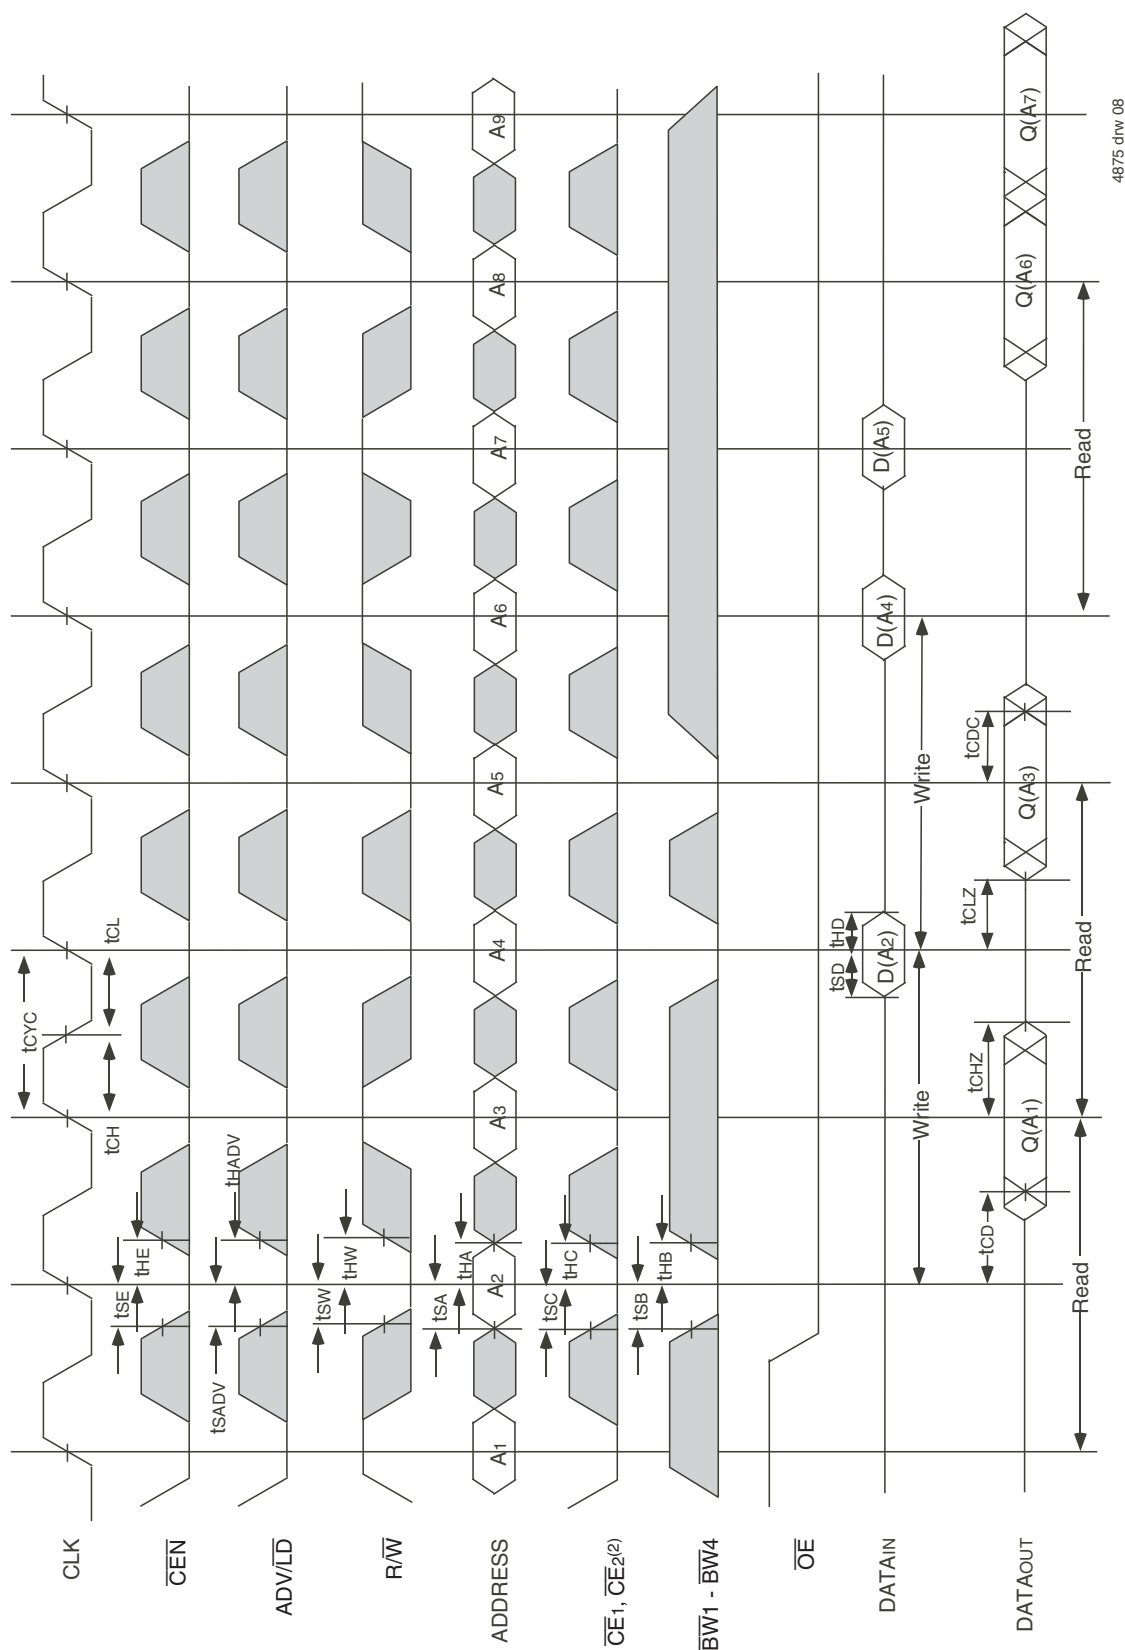 tCYC
CLK
tCH
tCL
tSE
tHE
CEN
tSADV
tHADV
ADV/LD
tSW
tHW
R/W
tSA
tHA
ADDRESS
A1
A2
A3
A4
A5
A6
A7
A8
A9
tSC
tHC
CE1, CE2(2)
tSB
tHB
BW1 - BW4
OE
tSD
tHD
DATAIN
D(A2)
D(A4)
D(A5)
Write
Write
tCD
tCHZ
tCLZ
tCDC
DATAOUT
Q(A1)
Q(A3)
Q(A6)
Q(A7)
Read
Read
Read
4875 drw 08